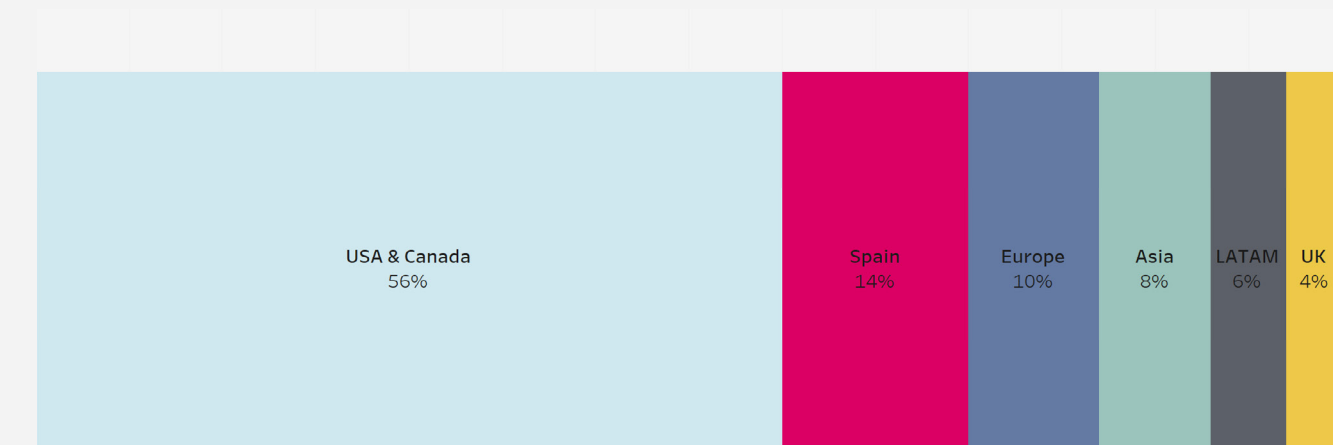 USA & Canada
56%
Spain
14%
Europe
10%
Asia
8%
LATAM
6%
UK
4%